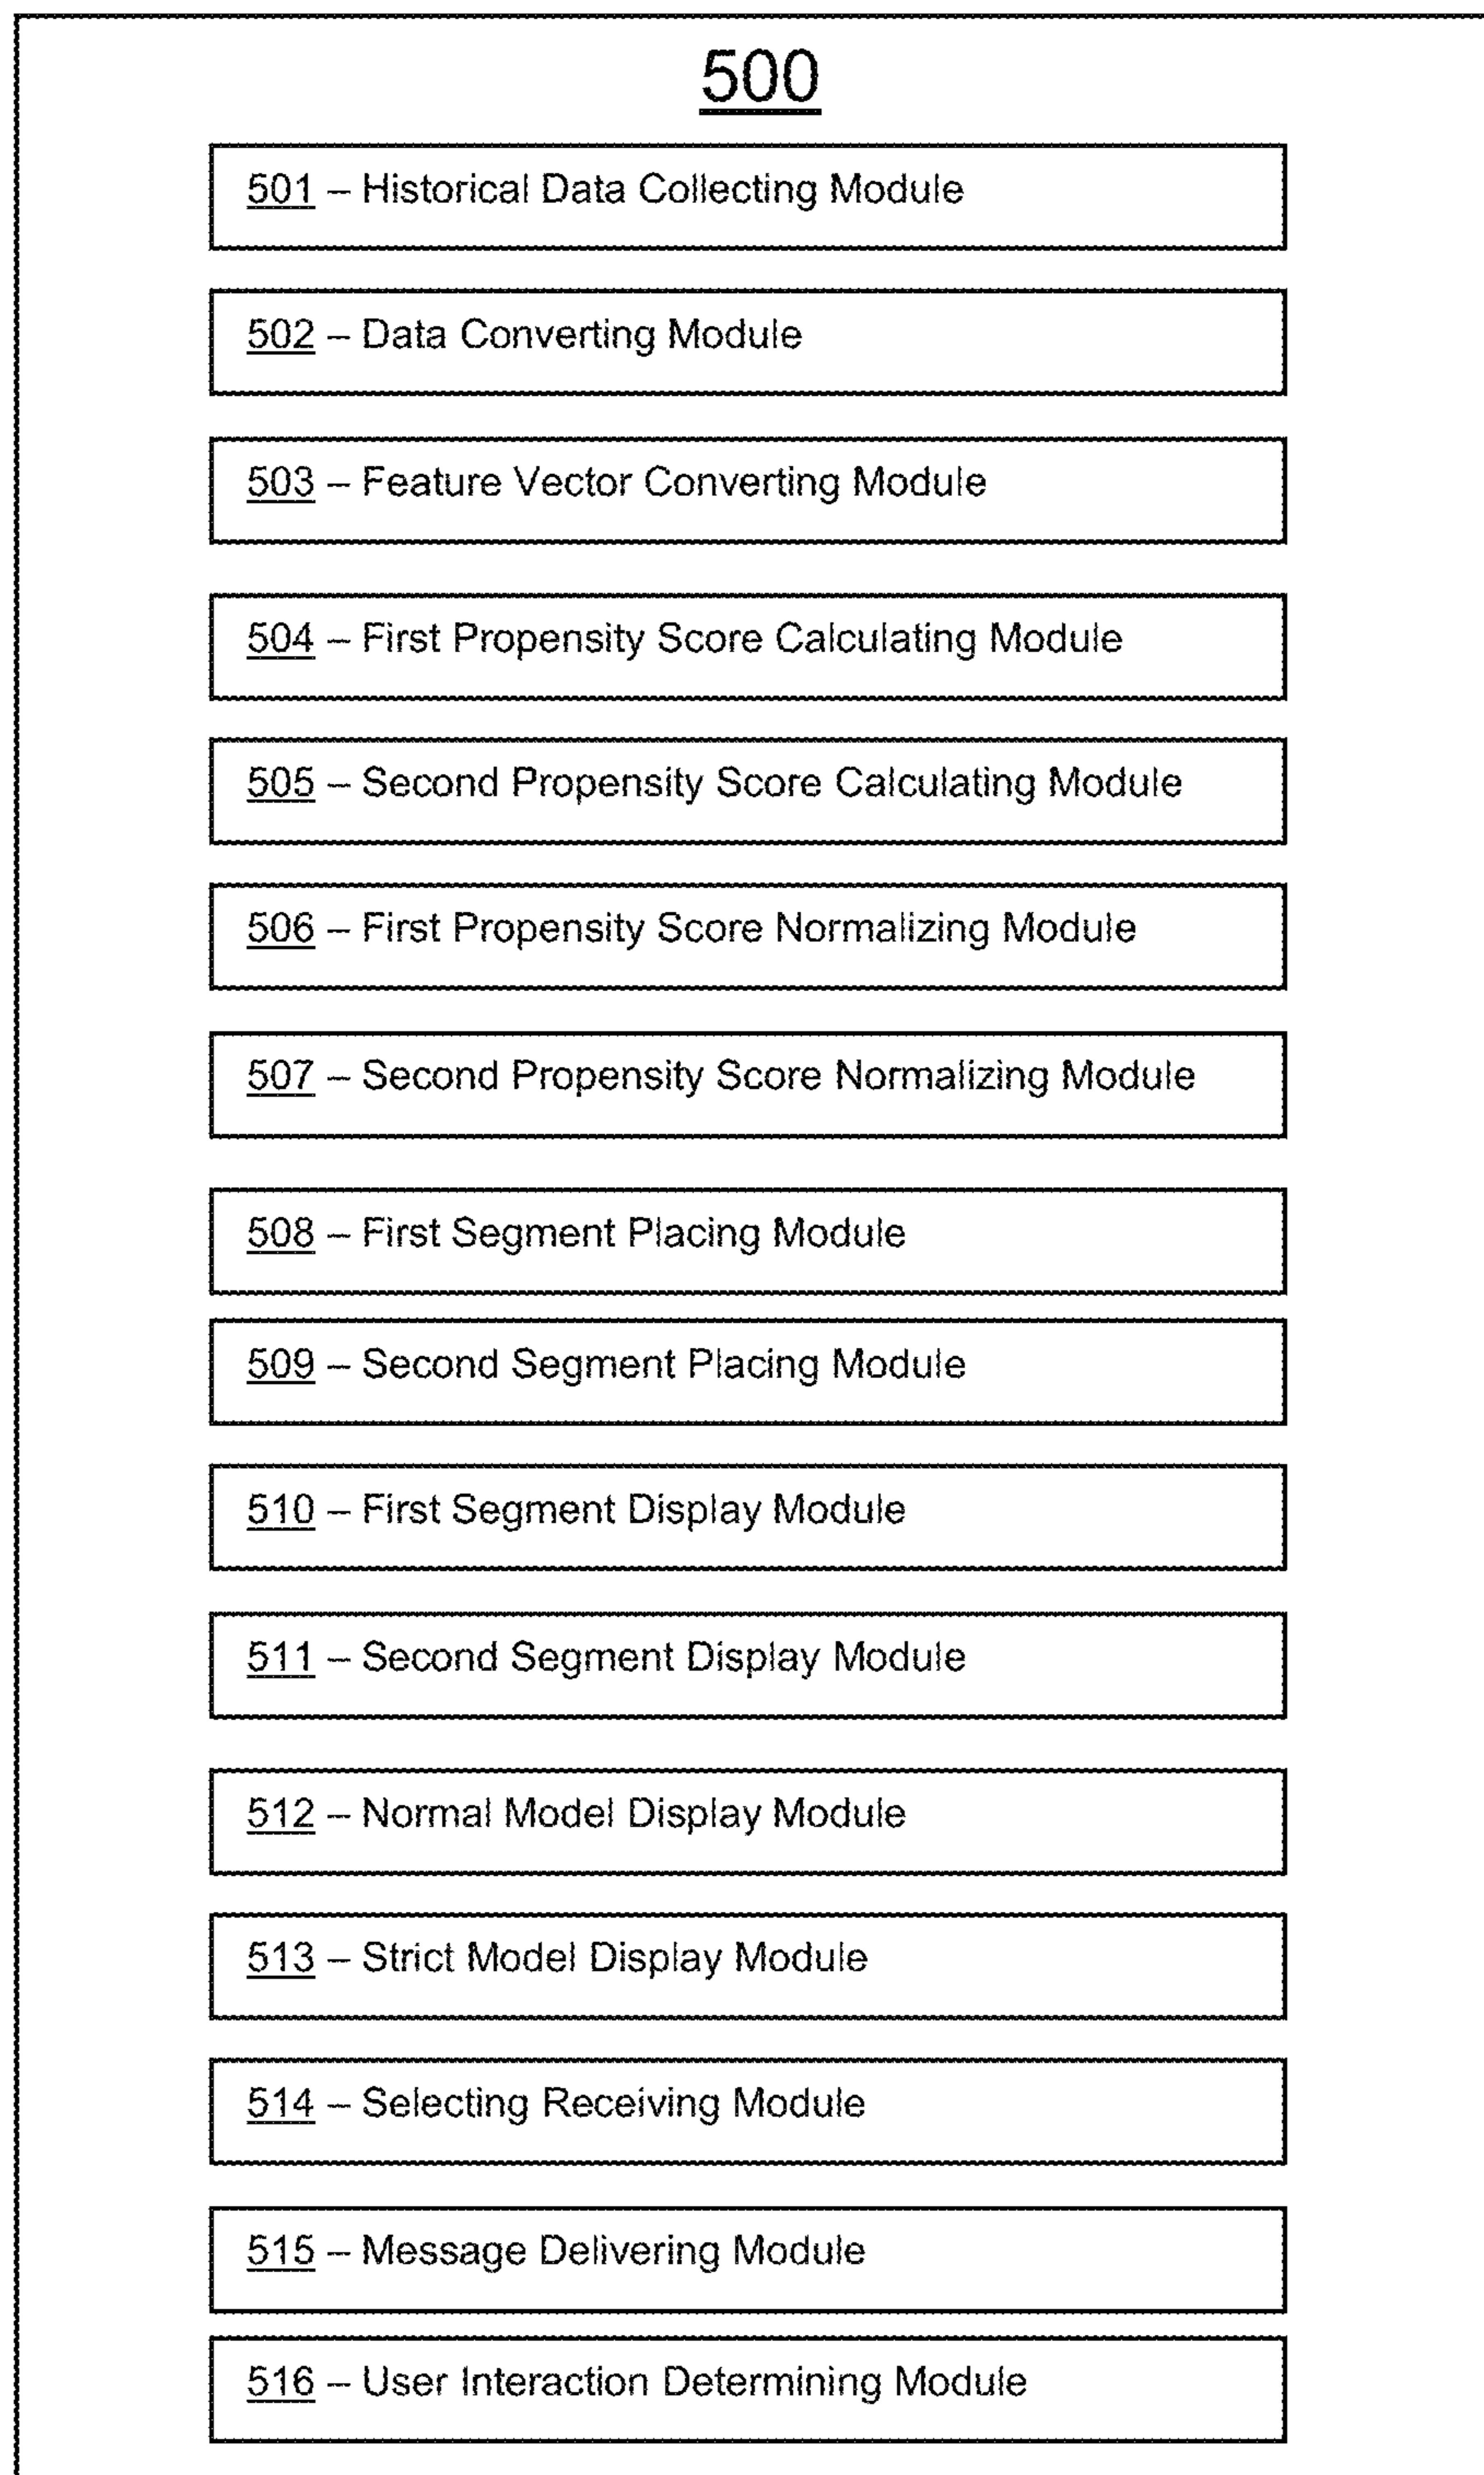 500
501 – Historical Data Collecting Module
502 – Data Converting Module
503 – Feature Vector Converting Module
504 – First Propensity Score Calculating Module
505 – Second Propensity Score Calculating Module
506 – First Propensity Score Normalizing Module
507 – Second Propensity Score Normalizing Module
508 – First Segment Placing Module
509 – Second Segment Placing Module
510 – First Segment Display Module
511 – Second Segment Display Module
512 – Normal Model Display Module
513 – Strict Model Display Module
514 – Selecting Receiving Module
515 – Message Delivering Module
516 – User Interaction Determining Module